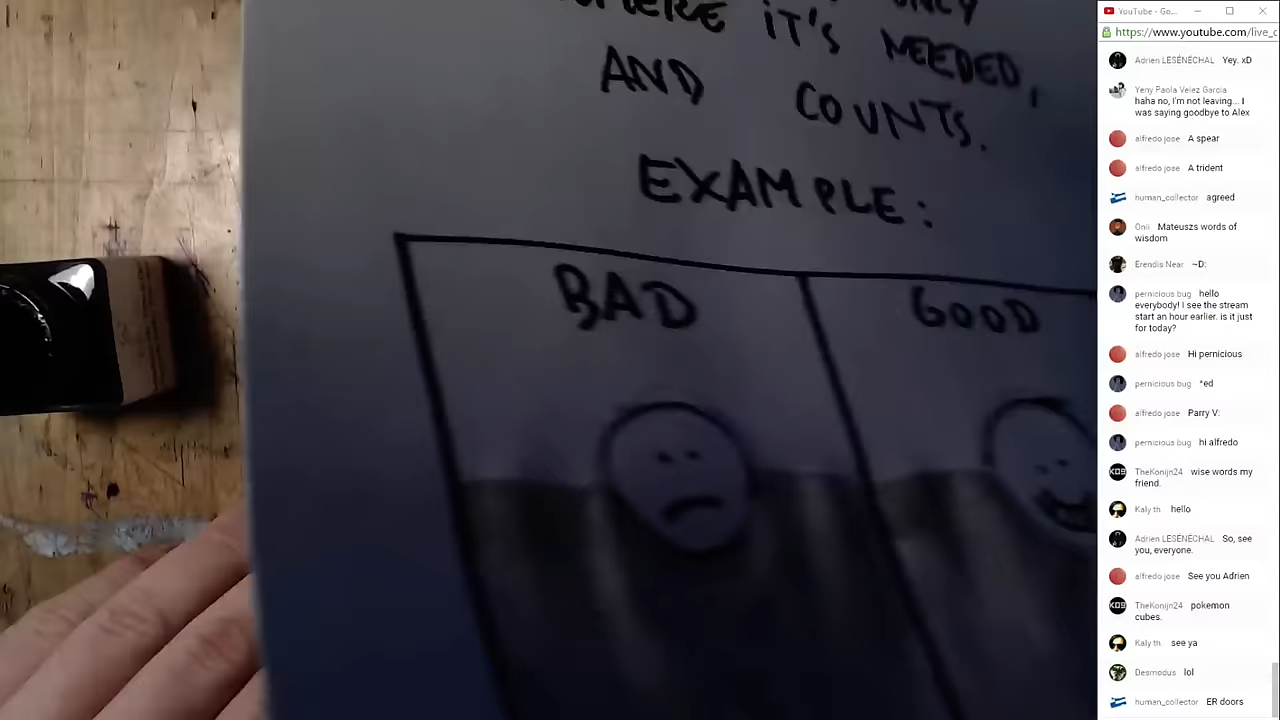 ONLY
WHERE IT'S NEEDED,
AND COUNTS.
EXAMPLE:
BAD
GOOD
YouTube - Go...
https://www.youtube.com/live_c
Adrien LESÉNÉCHAL Yey. xD
Yeny Paola Velez Garcia
haha no, I'm not leaving... I
was saying goodbye to Alex
alfredo jose A spear
alfredo jose A trident
human_collector agreed
Onii Mateuszs words of
wisdom
Erendis Near ~D:
pernicious bug hello
everybody! I see the stream
start an hour earlier. is it just
for today?
alfredo jose Hi pernicious
pernicious bug *ed
alfredo jose Parry V:
pernicious bug hi alfredo
TheKonijn24 wise words my
friend.
Kaly th. hello
Adrien LESÉNÉCHAL So, see
you, everyone.
alfredo jose See you Adrien
TheKonijn24 pokemon
cubes.
Kaly th. see ya
Desmodus lol
human_collector ER doors